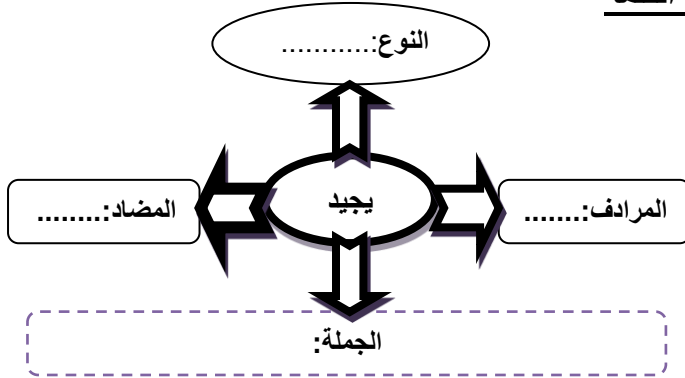 النوع:...........
المرادف:.......
يجيد
المضاد:........
الجملة: